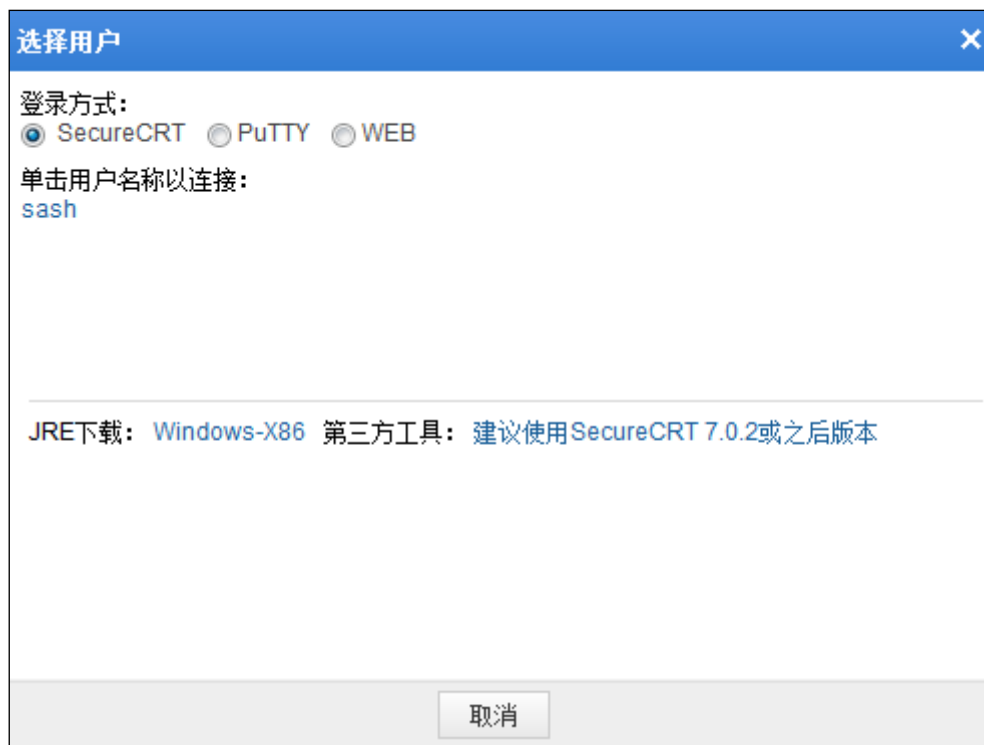 选择用户
登录方式：
SecureCRT PuTTY WEB
单击用户名称以连接：
sash
JRE下载： Windows-X86 第三方工具： 建议使用SecureCRT 7.0.2或之后版本
取消